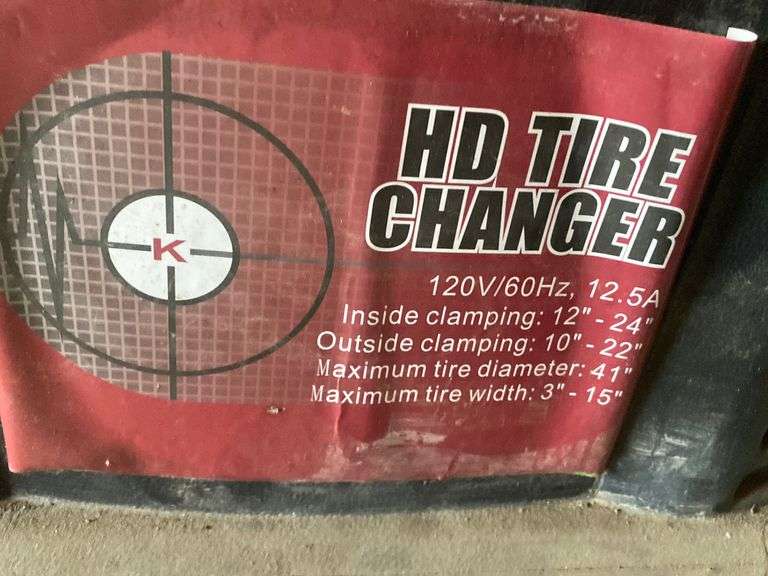 K
HD TIRE
CHANGER
120V/60Hz, 12.5A
Inside clamping: 12" - 24"
Outside clamping: 10" - 22"
Maximum tire diameter: 41"
Maximum tire width: 3" - 15"